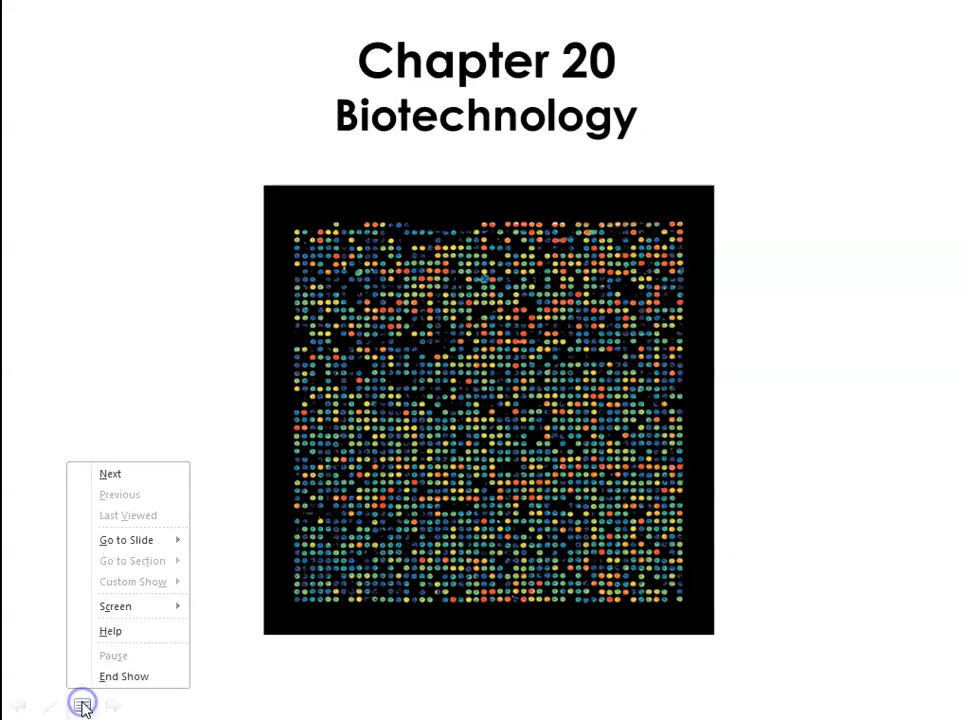 Chapter 20
Biotechnology
Next
Previous
Last Viewed
Go to Slide
Go to Section
Custom Show
Screen
Help
Pause
End Show